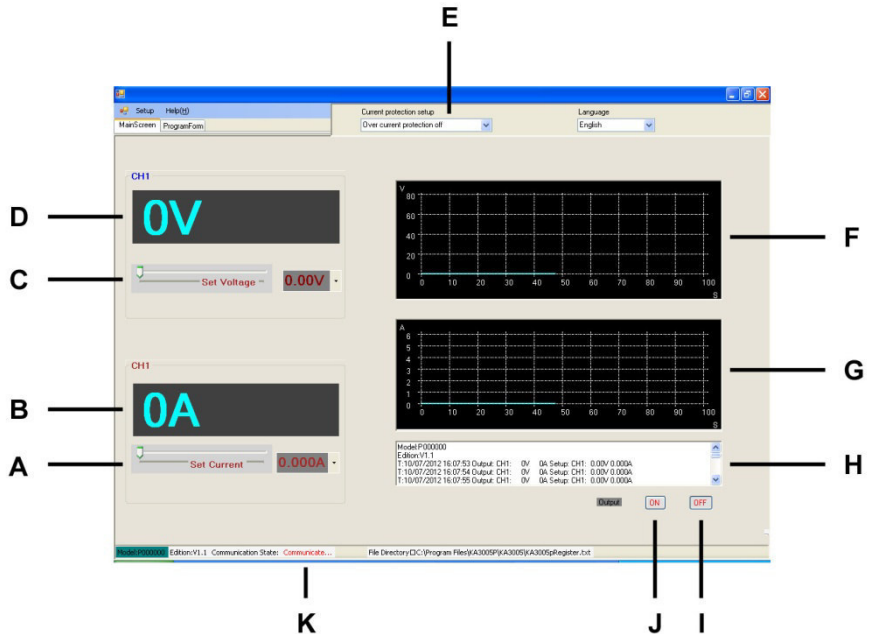 E
Setup Help(H) Current protection setup Language
MainScreen ProgramForm Over current protection off English
CH1
D
0V
C
Set Voltage 0.00V
V
80
60
40
20
0
0 10 20 30 40 50 60 70 80 90 100
S
F
CH1
B
0A
A
Set Current 0.000A
A
6
5
4
3
2
1
0
0 10 20 30 40 50 60 70 80 90 100
S
G
Model:P000000
Edition:V1.1
T:10/07/2012 16:07:53 Output: CH1: 0V 0A Setup: CH1: 0.00V 0.000A
T:10/07/2012 16:07:54 Output: CH1: 0V 0A Setup: CH1: 0.00V 0.000A
T:10/07/2012 16:07:55 Output: CH1: 0V 0A Setup: CH1: 0.00V 0.000A
H
Output ON OFF
Model:P000000 Edition:V1.1 Communication State: Communicate... File Directory□C:\Program Files\KA3005P\KA3005\KA3005pRegister.txt
K J I